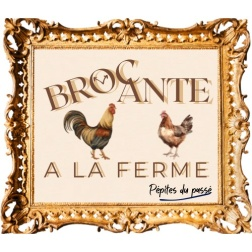 BROCANTE
A LA FERME
Pépites du passé